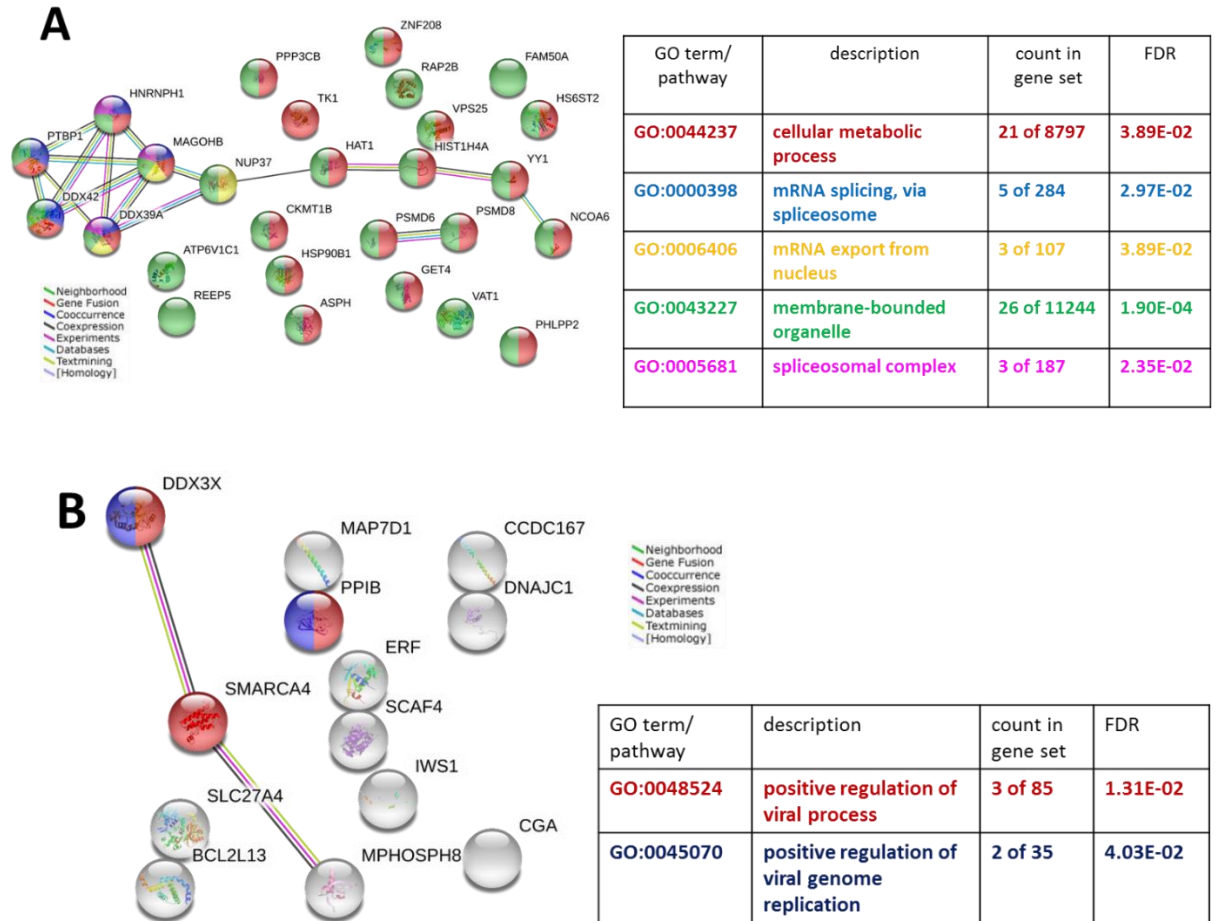 A
ZNF208
PPP3CB
RAP2B
FAM50A
HNRNPH1
TK1
VPS25
HS6ST2
PTBP1
MAGOHB
NUP37
HAT1
HIST1H4A
YY1
DDX42
DDX39A
CKMT1B
PSMD6
PSMD8
NCOA6
ATP6V1C1
HSP90B1
GET4
REEP5
ASPH
VAT1
PHLPP2
Neighborhood
Gene Fusion
Cooccurrence
Coexpression
Experiments
Databases
Textmining
[Homology]
GO term/ description count in FDR
pathway gene set
GO:0044237 cellular metabolic 21 of 8797 3.89E-02
process
GO:0000398 mRNA splicing, via 5 of 284 2.97E-02
spliceosome
GO:0006406 mRNA export from 3 of 107 3.89E-02
nucleus
GO:0043227 membrane-bounded 26 of 11244 1.90E-04
organelle
GO:0005681 spliceosomal complex 3 of 187 2.35E-02
B
DDX3X
MAP7D1
CCDC167
PPIB
DNAJC1
ERF
SMARCA4
SCAF4
IWS1
SLC27A4
CGA
BCL2L13
MPHOSPH8
Neighborhood
Gene Fusion
Cooccurrence
Coexpression
Experiments
Databases
Textmining
[Homology]
GO term/ description count in FDR
pathway gene set
GO:0048524 positive regulation of 3 of 85 1.31E-02
viral process
GO:0045070 positive regulation of 2 of 35 4.03E-02
viral genome
replication